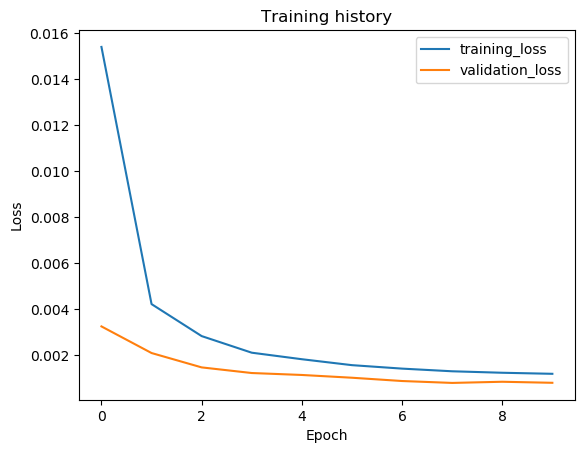 Training history
0.016
0.014
0.012
0.010
0.008
0.006
0.004
0.002
Loss
training_loss
validation_loss
0 2 4 6 8
Epoch